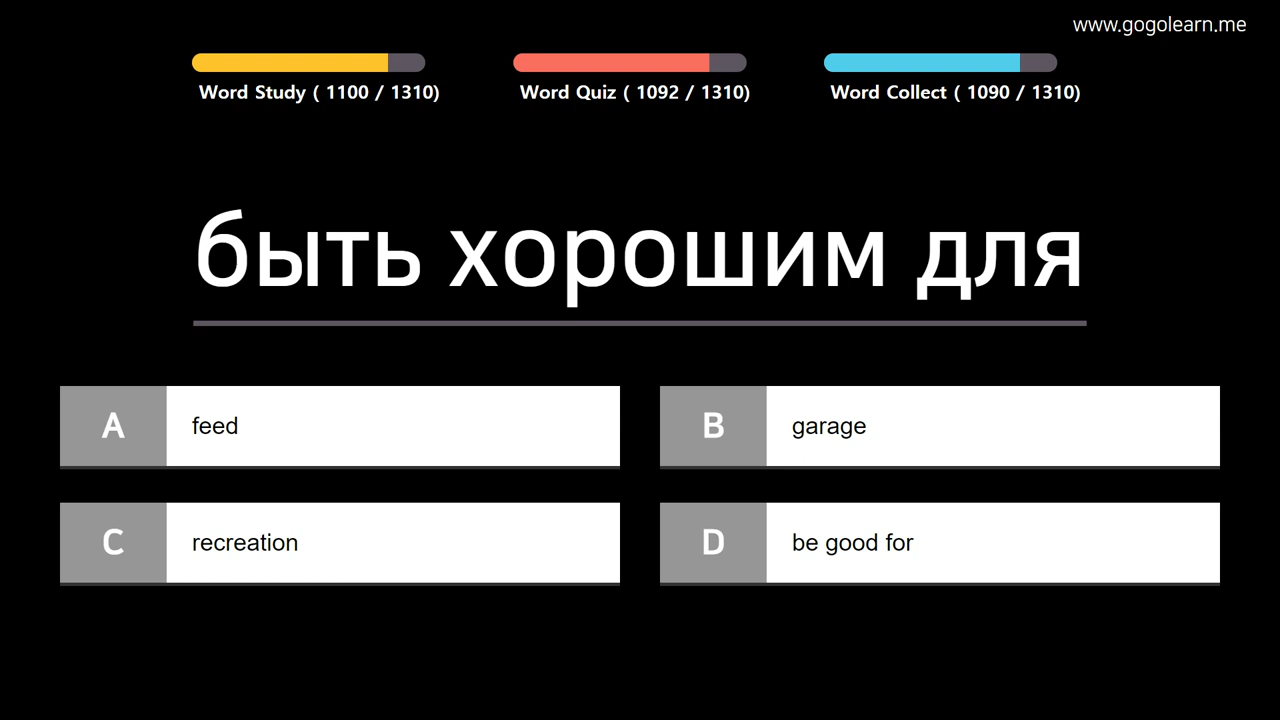 www.gogolearn.me
Word Study ( 1100 / 1310)
Word Quiz ( 1092 / 1310)
Word Collect ( 1090 / 1310)
быть хорошим для
A feed
B garage
C recreation
D be good for